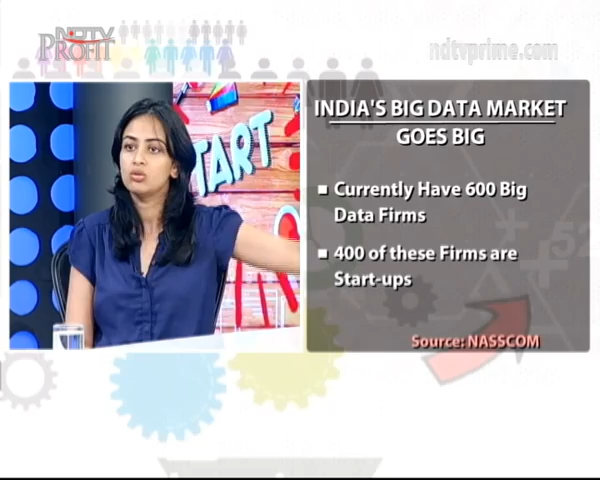 NDTV
PROFIT
ndtvprime.com
START
INDIA'S BIG DATA MARKET
GOES BIG
▪ Currently Have 600 Big
Data Firms
▪ 400 of these Firms are
Start-ups
Source: NASSCOM